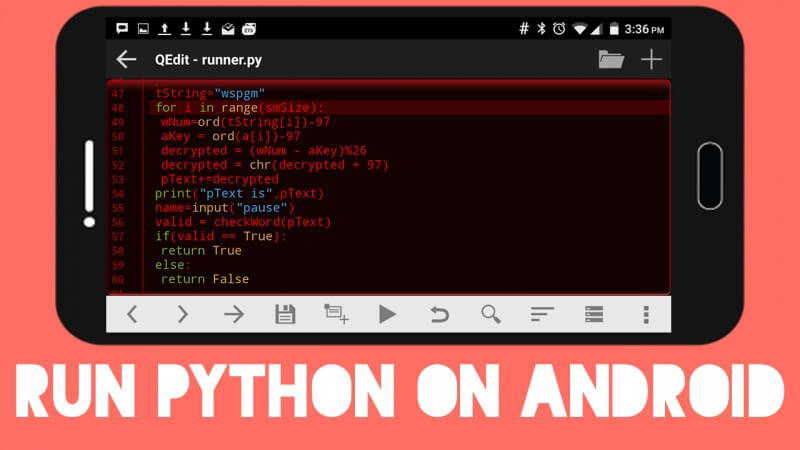 # 3:36 PM
QEdit - runner.py
47 tString="wspgm"
48 for i in range(smSize):
49 wNum=ord(tString[i])-97
50 aKey = ord(a[i])-97
51 decrypted = (wNum - aKey)%26
52 decrypted = chr(decrypted + 97)
53 pText+=decrypted
54 print("pText is",pText)
55 name=input("pause")
56 valid = checkWord(pText)
57 if(valid == True):
58 return True
59 else:
60 return False
RUN PYTHON ON ANDROID